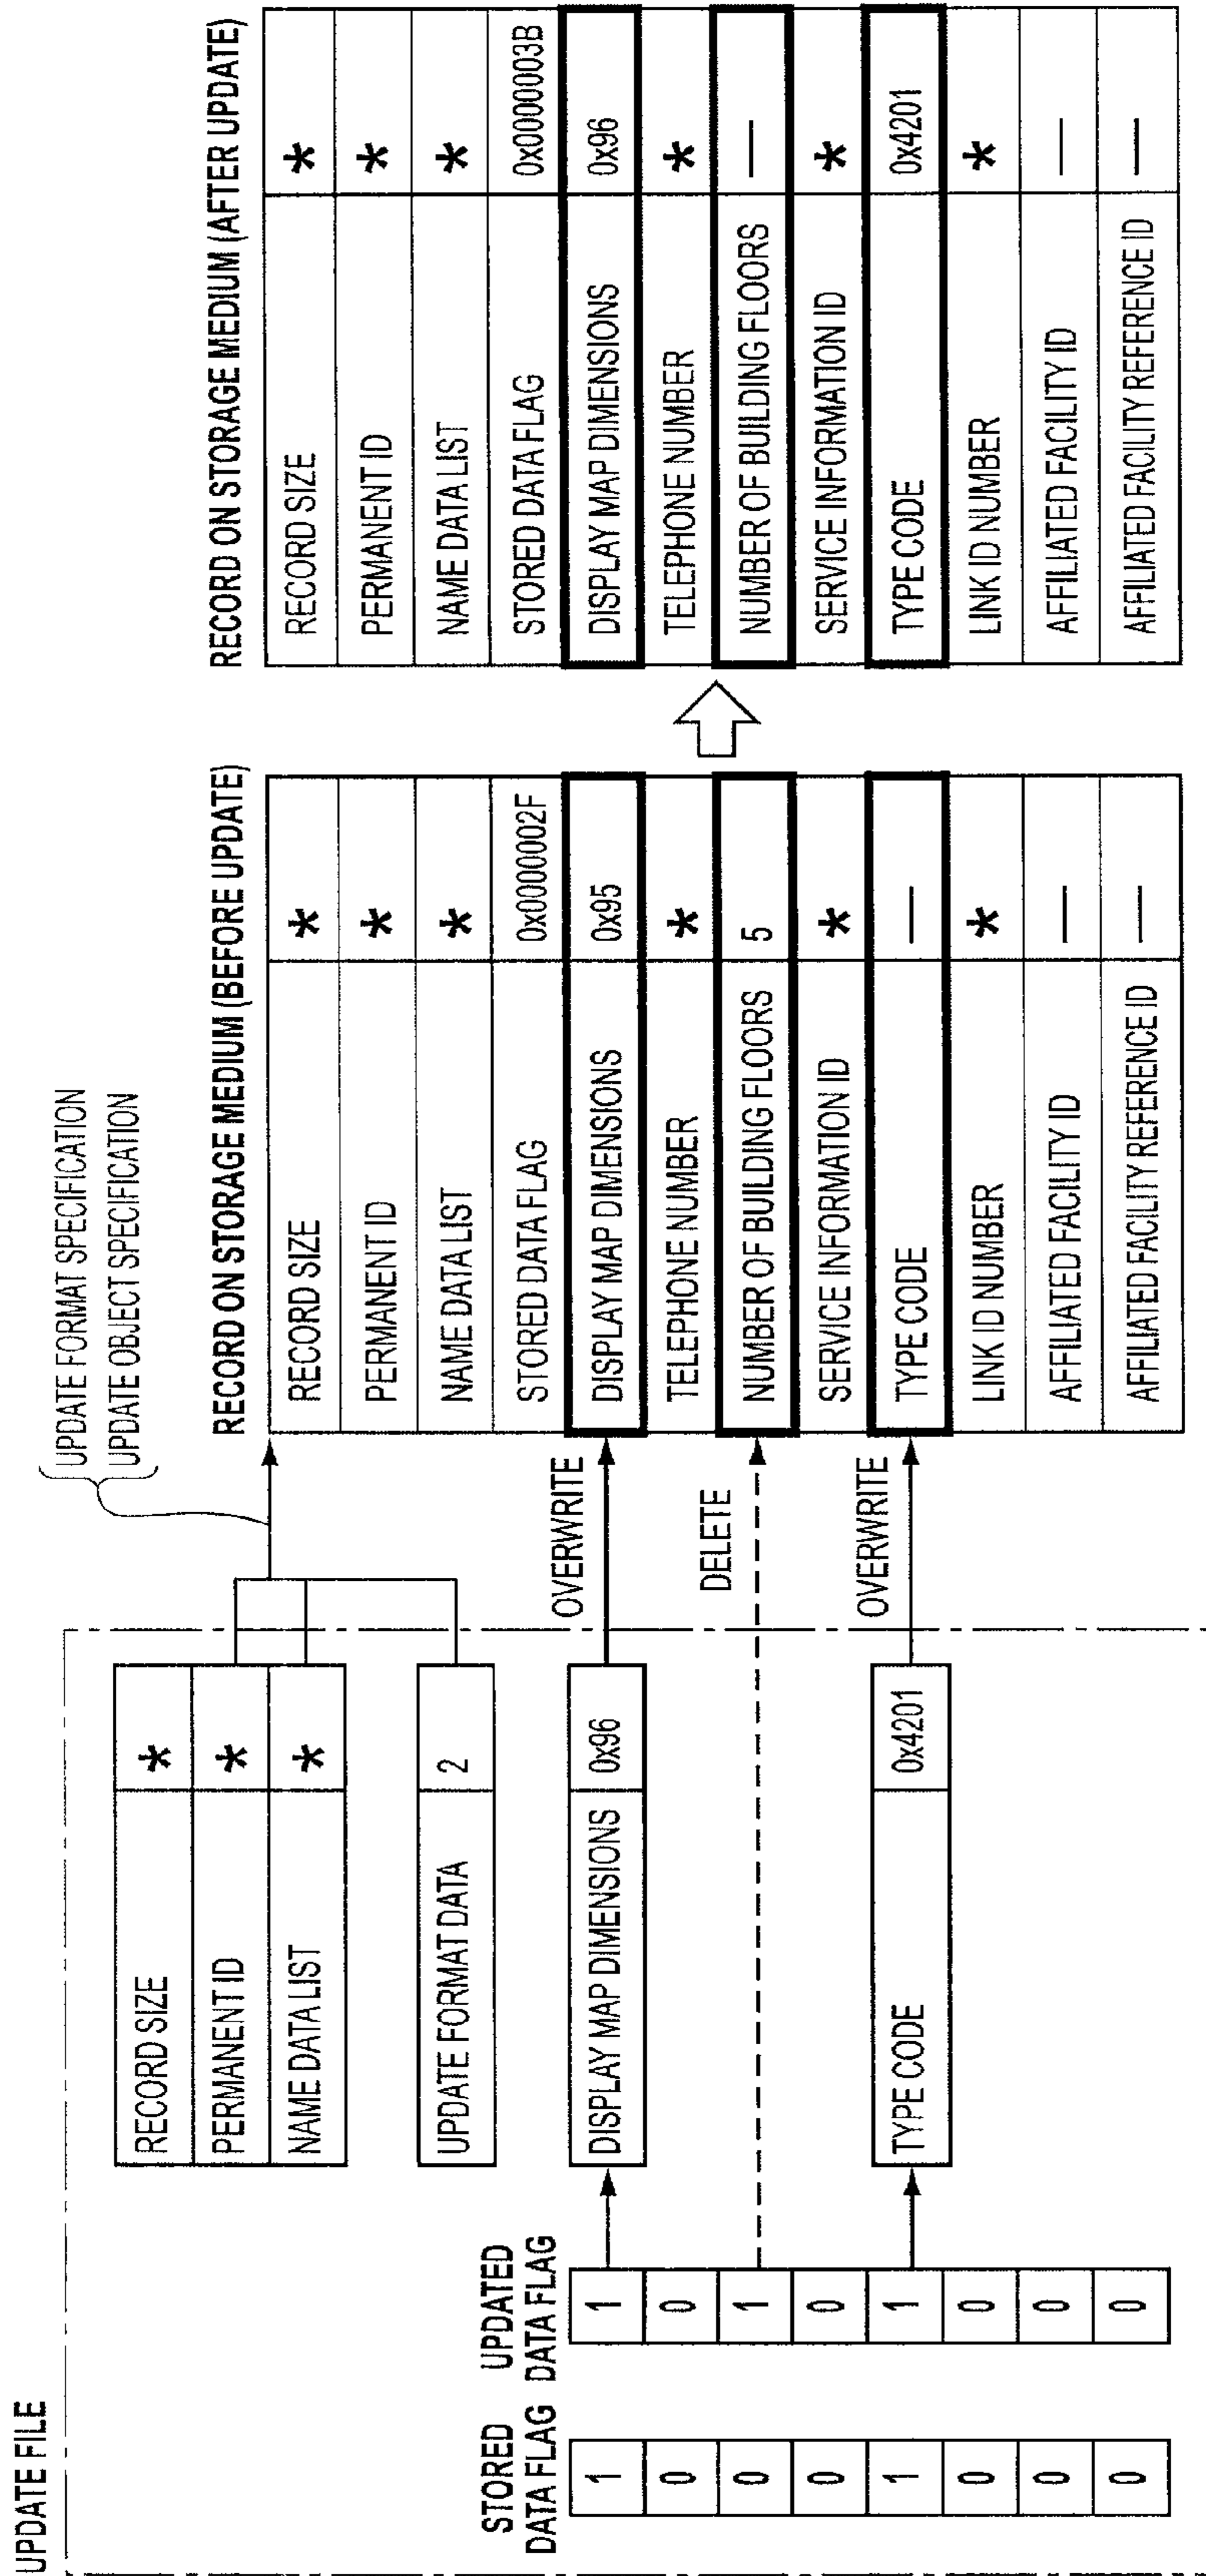 UPDATE FILE
STORED DATA FLAG
1
0
0
0
1
0
0
0
UPDATED DATA FLAG
1
0
1
0
1
0
0
0
RECORD SIZE *
PERMANENT ID *
NAME DATA LIST *
UPDATE FORMAT DATA 2
DISPLAY MAP DIMENSIONS 0x96
TYPE CODE 0x4201
UPDATE FORMAT SPECIFICATION
UPDATE OBJECT SPECIFICATION
OVERWRITE
DELETE
OVERWRITE
RECORD ON STORAGE MEDIUM (BEFORE UPDATE)
RECORD SIZE *
PERMANENT ID *
NAME DATA LIST *
STORED DATA FLAG 0x0000002F
DISPLAY MAP DIMENSIONS 0x95
TELEPHONE NUMBER *
NUMBER OF BUILDING FLOORS 5
SERVICE INFORMATION ID *
TYPE CODE —
LINK ID NUMBER *
AFFILIATED FACILITY ID —
AFFILIATED FACILITY REFERENCE ID —
RECORD ON STORAGE MEDIUM (AFTER UPDATE)
RECORD SIZE *
PERMANENT ID *
NAME DATA LIST *
STORED DATA FLAG 0x0000003B
DISPLAY MAP DIMENSIONS 0x96
TELEPHONE NUMBER *
NUMBER OF BUILDING FLOORS —
SERVICE INFORMATION ID *
TYPE CODE 0x4201
LINK ID NUMBER *
AFFILIATED FACILITY ID —
AFFILIATED FACILITY REFERENCE ID —